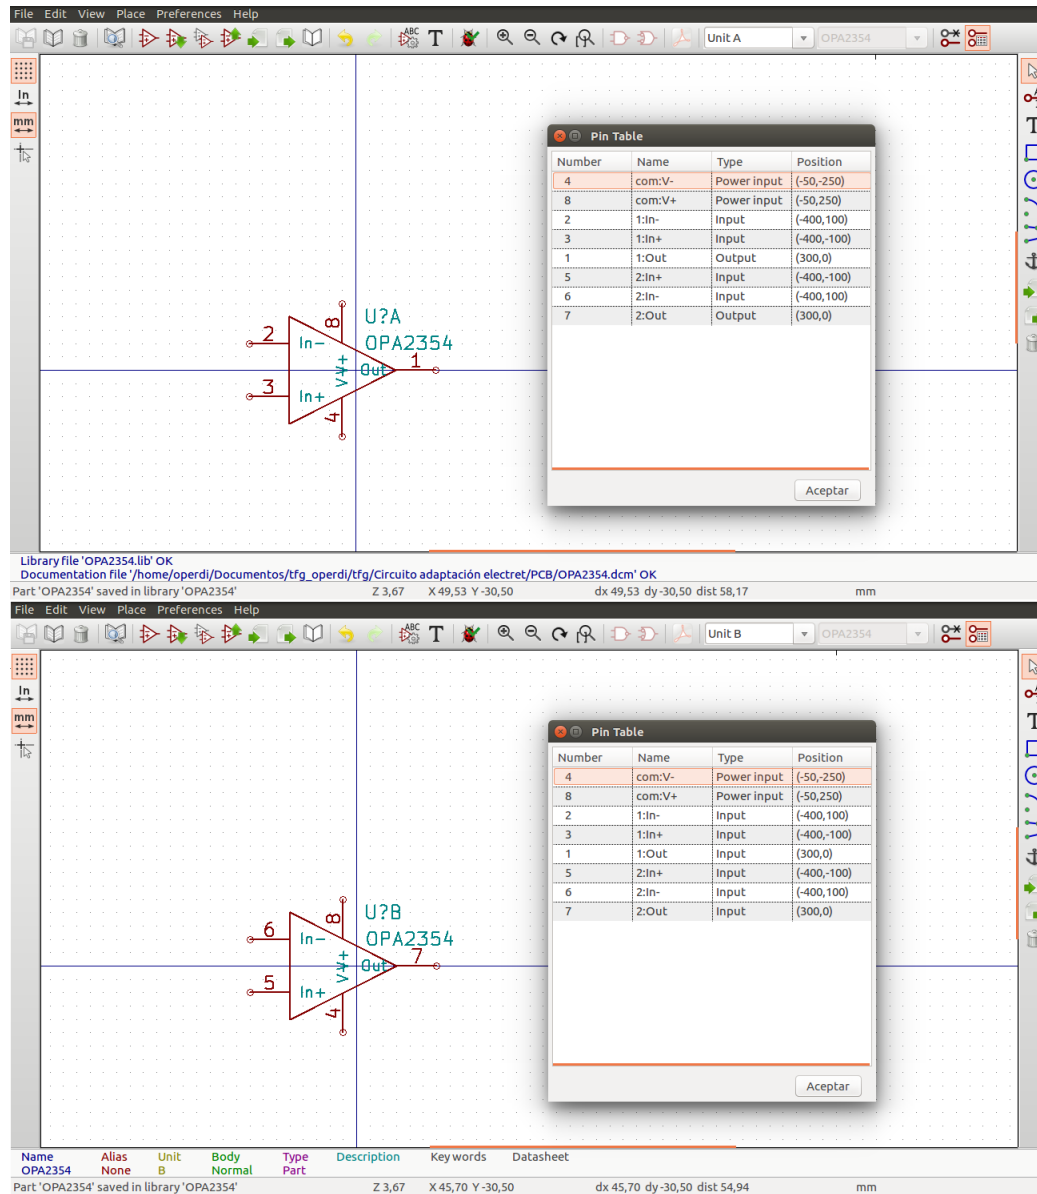 File Edit View Place Preferences Help
ABC T Unit A OPA2354
In
mm
T
Pin Table
Number Name Type Position
4 com:V- Power input (-50,-250)
8 com:V+ Power input (-50,250)
2 1:In- Input (-400,100)
3 1:In+ Input (-400,-100)
1 1:Out Output (300,0)
5 2:In+ Input (-400,-100)
6 2:In- Input (-400,100)
7 2:Out Output (300,0)
Aceptar
8 U?A
2 In- OPA2354
Out 1
3 In+
4
Library file 'OPA2354.lib' OK
Documentation file '/home/operdi/Documentos/tfg_operdi/tfg/Circuito adaptación electret/PCB/OPA2354.dcm' OK
Part 'OPA2354' saved in library 'OPA2354' Z 3,67 X 49,53 Y -30,50 dx 49,53 dy -30,50 dist 58,17 mm
File Edit View Place Preferences Help
ABC T Unit B OPA2354
In
mm
T
Pin Table
Number Name Type Position
4 com:V- Power input (-50,-250)
8 com:V+ Power input (-50,250)
2 1:In- Input (-400,100)
3 1:In+ Input (-400,-100)
1 1:Out Input (300,0)
5 2:In+ Input (-400,-100)
6 2:In- Input (-400,100)
7 2:Out Input (300,0)
Aceptar
8 U?B
6 In- OPA2354
Out 7
5 In+
4
Name Alias Unit Body Type Description Key words Datasheet
OPA2354 None B Normal Part
Part 'OPA2354' saved in library 'OPA2354' Z 3,67 X 45,70 Y -30,50 dx 45,70 dy -30,50 dist 54,94 mm